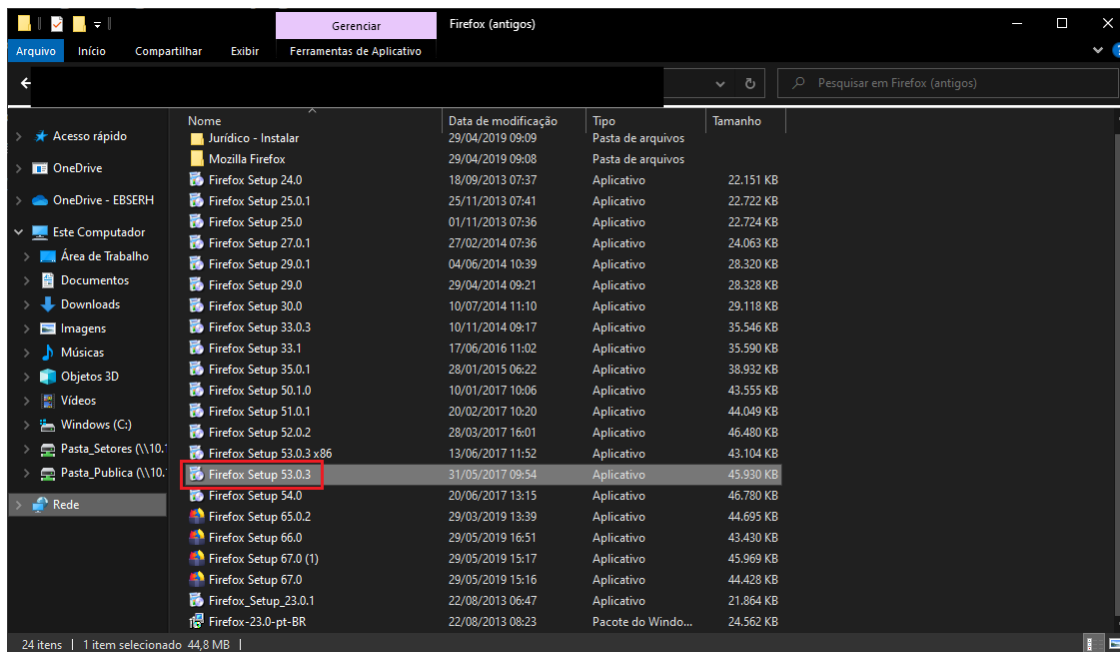 Gerenciar Firefox (antigos)
Arquivo Início Compartilhar Exibir Ferramentas de Aplicativo
Pesquisar em Firefox (antigos)
Acesso rápido
OneDrive
OneDrive - EBSERH
Este Computador
Área de Trabalho
Documentos
Downloads
Imagens
Músicas
Objetos 3D
Vídeos
Windows (C:)
Pasta_Setores (\\10.
Pasta_Publica (\\10.
Rede
Nome Data de modificação Tipo Tamanho
Jurídico - Instalar 29/04/2019 09:09 Pasta de arquivos
Mozilla Firefox 29/04/2019 09:08 Pasta de arquivos
Firefox Setup 24.0 18/09/2013 07:37 Aplicativo 22.151 KB
Firefox Setup 25.0.1 25/11/2013 07:41 Aplicativo 22.722 KB
Firefox Setup 25.0 01/11/2013 07:36 Aplicativo 22.724 KB
Firefox Setup 27.0.1 27/02/2014 07:36 Aplicativo 24.063 KB
Firefox Setup 29.0.1 04/06/2014 10:39 Aplicativo 28.320 KB
Firefox Setup 29.0 29/04/2014 09:21 Aplicativo 28.328 KB
Firefox Setup 30.0 10/07/2014 11:10 Aplicativo 29.118 KB
Firefox Setup 33.0.3 10/11/2014 09:17 Aplicativo 35.546 KB
Firefox Setup 33.1 17/06/2016 11:02 Aplicativo 35.590 KB
Firefox Setup 35.0.1 28/01/2015 06:22 Aplicativo 38.932 KB
Firefox Setup 50.1.0 10/01/2017 10:06 Aplicativo 43.555 KB
Firefox Setup 51.0.1 20/02/2017 10:20 Aplicativo 44.049 KB
Firefox Setup 52.0.2 28/03/2017 16:01 Aplicativo 46.480 KB
Firefox Setup 53.0.3 x86 13/06/2017 11:52 Aplicativo 43.104 KB
Firefox Setup 53.0.3 31/05/2017 09:54 Aplicativo 45.930 KB
Firefox Setup 54.0 20/06/2017 13:15 Aplicativo 46.780 KB
Firefox Setup 65.0.2 29/03/2019 13:39 Aplicativo 44.695 KB
Firefox Setup 66.0 29/05/2019 16:51 Aplicativo 43.430 KB
Firefox Setup 67.0 (1) 29/05/2019 15:17 Aplicativo 45.969 KB
Firefox Setup 67.0 29/05/2019 15:16 Aplicativo 44.428 KB
Firefox_Setup_23.0.1 22/08/2013 06:47 Aplicativo 21.864 KB
Firefox-23.0-pt-BR 22/08/2013 08:23 Pacote do Windo... 24.562 KB
24 itens 1 item selecionado 44,8 MB